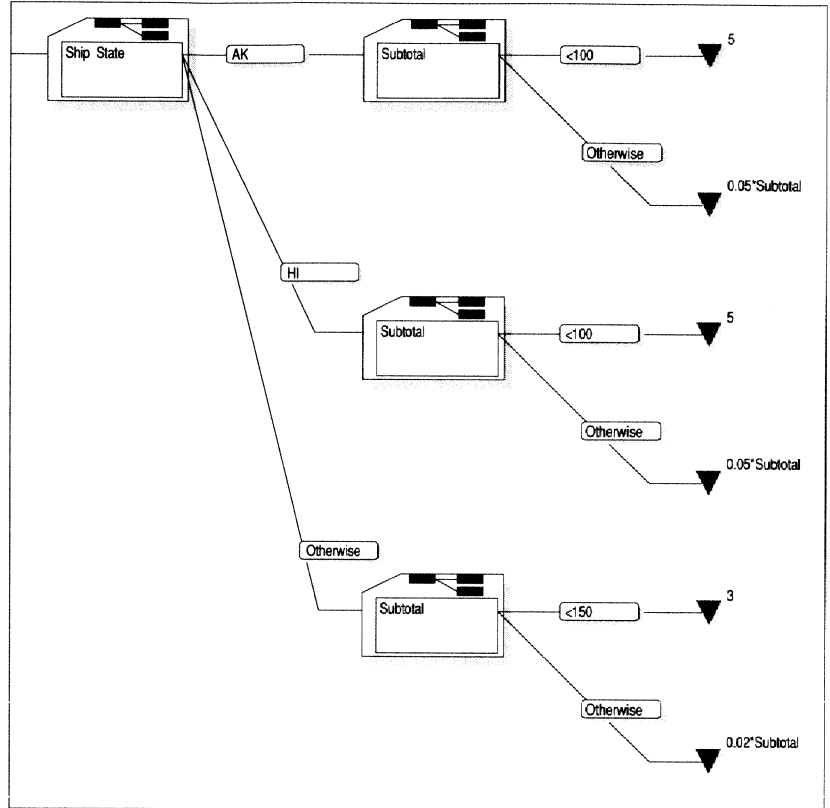 Ship State
AK
Subtotal
<100
5
Otherwise
0.05*Subtotal
HI
Subtotal
<100
5
Otherwise
0.05*Subtotal
Otherwise
Subtotal
<150
3
Otherwise
0.02*Subtotal